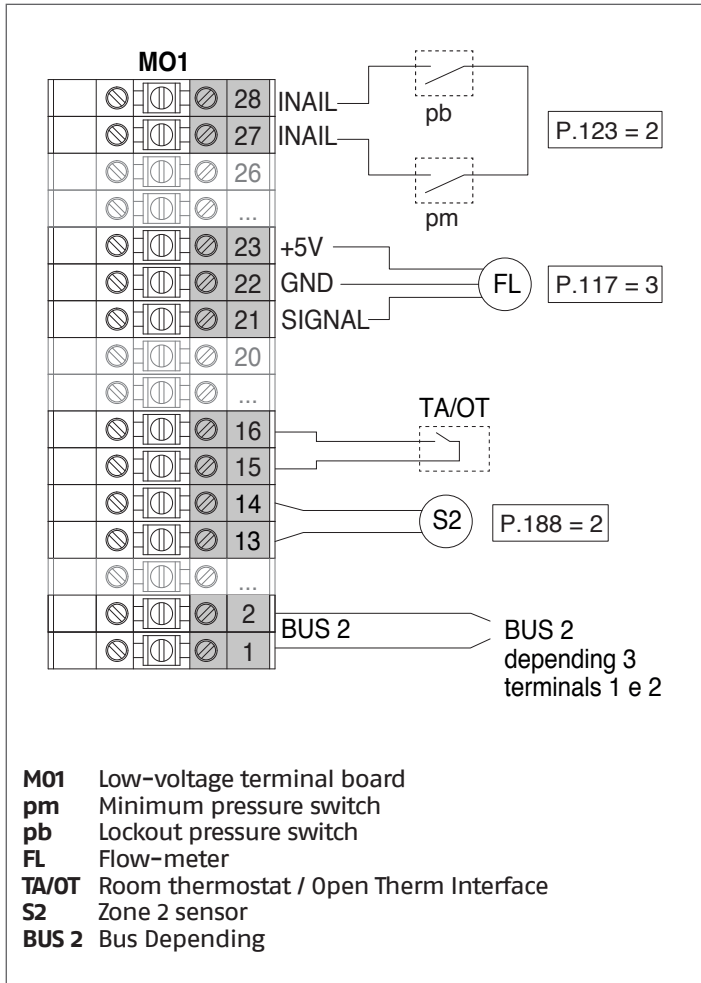 MO1
28 INAIL
pb
27 INAIL
P.123 = 2
26
...
pm
23 +5V
22 GND
FL
P.117 = 3
21 SIGNAL
20
...
TA/OT
16
15
14
S2
P.188 = 2
13
...
2
BUS 2
BUS 2
1
depending 3
terminals 1 e 2
MO1 Low-voltage terminal board
pm Minimum pressure switch
pb Lockout pressure switch
FL Flow-meter
TA/OT Room thermostat / Open Therm Interface
S2 Zone 2 sensor
BUS 2 Bus Depending